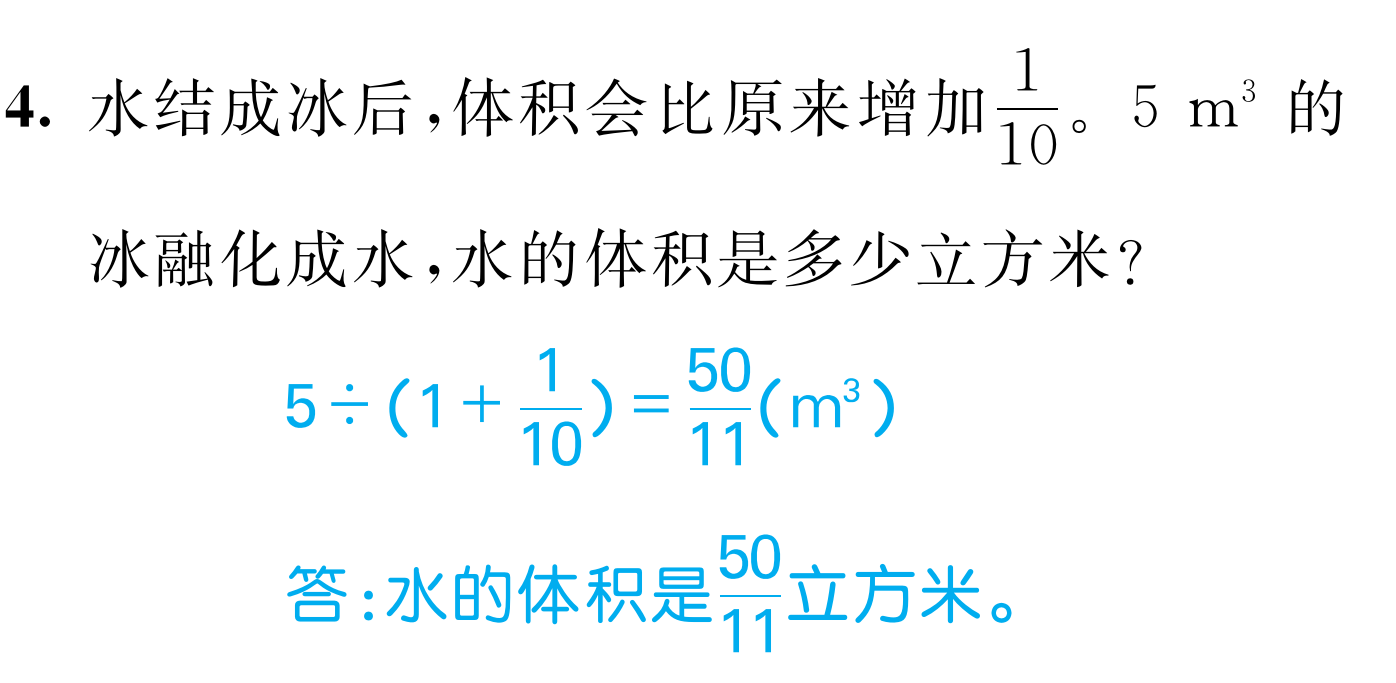 4. 水结成冰后,体积会比原来增加1/10。5 m³ 的
冰融化成水,水的体积是多少立方米?
5÷(1+1/10)=50/11(m³)
答:水的体积是50/11立方米。